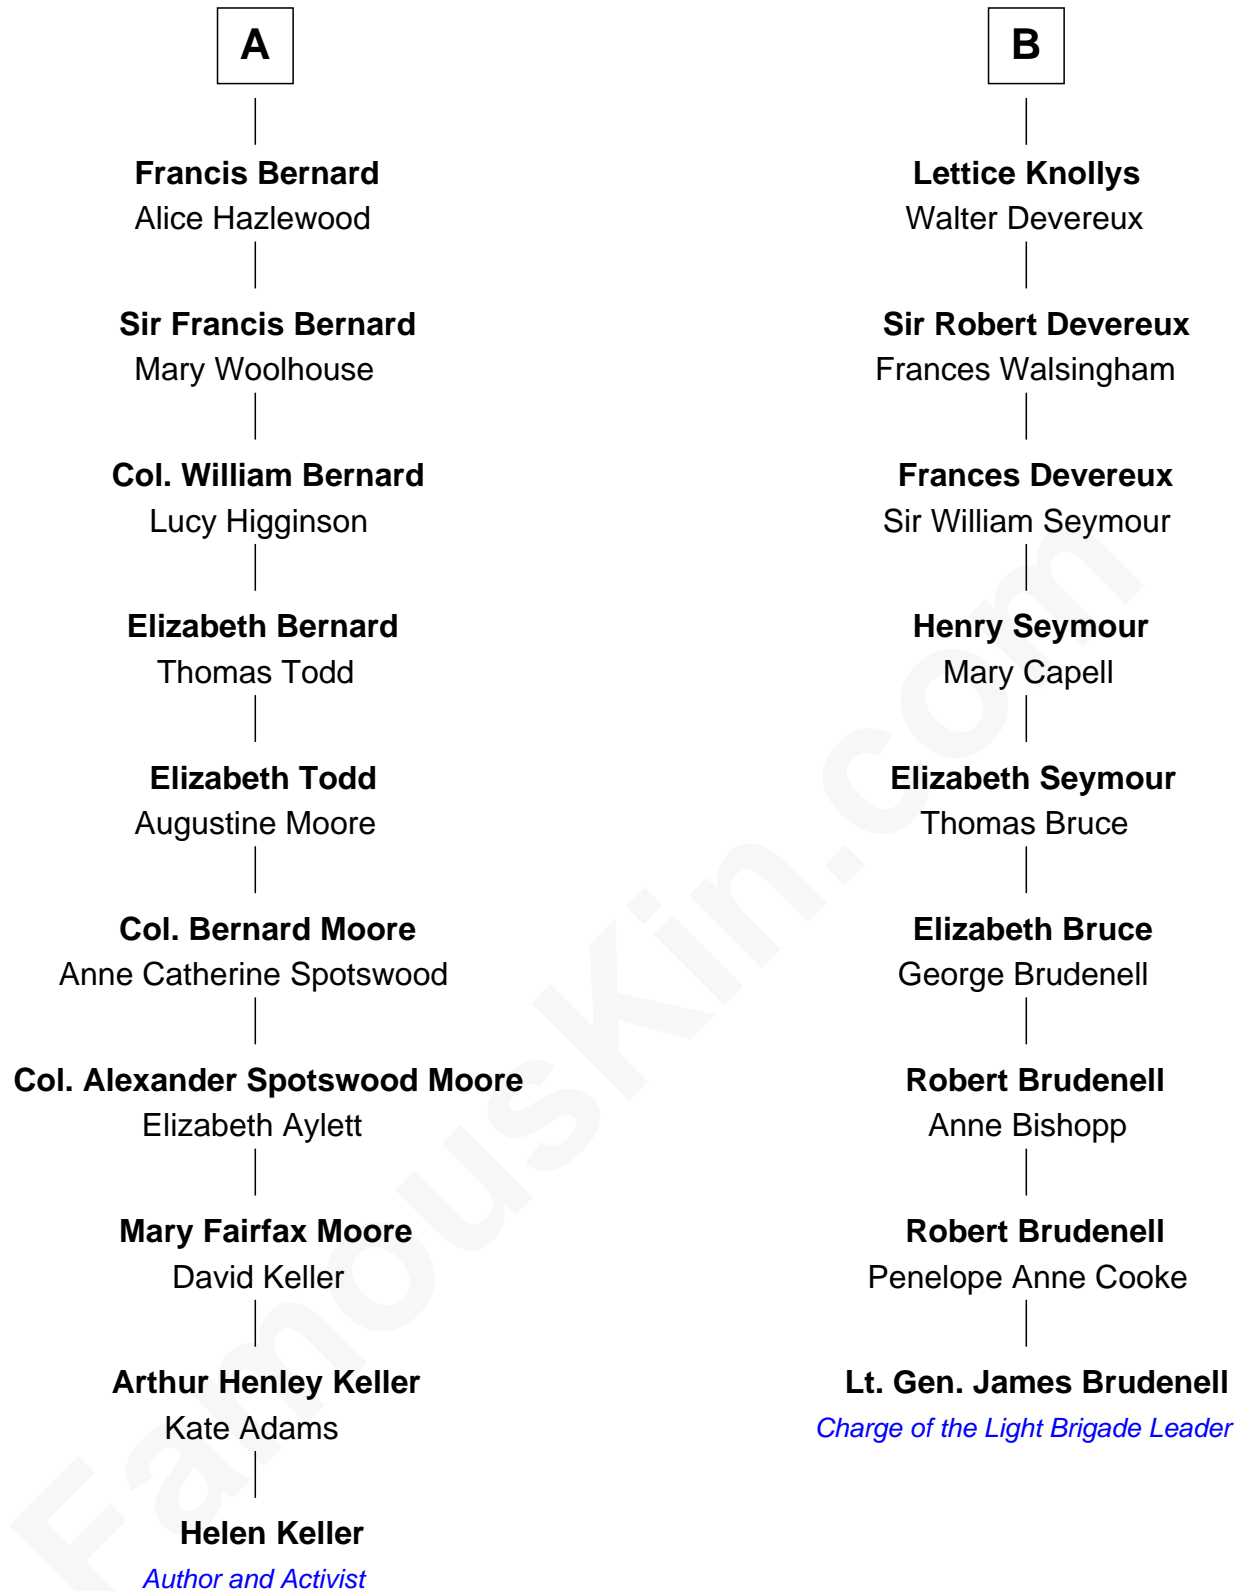 A
Francis Bernard
Alice Hazlewood
Sir Francis Bernard
Mary Woolhouse
Col. William Bernard
Lucy Higginson
Elizabeth Bernard
Thomas Todd
Elizabeth Todd
Augustine Moore
Col. Bernard Moore
Anne Catherine Spotswood
Col. Alexander Spotswood Moore
Elizabeth Aylett
Mary Fairfax Moore
David Keller
Arthur Henley Keller
Kate Adams
Helen Keller
Author and Activist
B
Lettice Knollys
Walter Devereux
Sir Robert Devereux
Frances Walsingham
Frances Devereux
Sir William Seymour
Henry Seymour
Mary Capell
Elizabeth Seymour
Thomas Bruce
Elizabeth Bruce
George Brudenell
Robert Brudenell
Anne Bishopp
Robert Brudenell
Penelope Anne Cooke
Lt. Gen. James Brudenell
Charge of the Light Brigade Leader
FamousKin.com